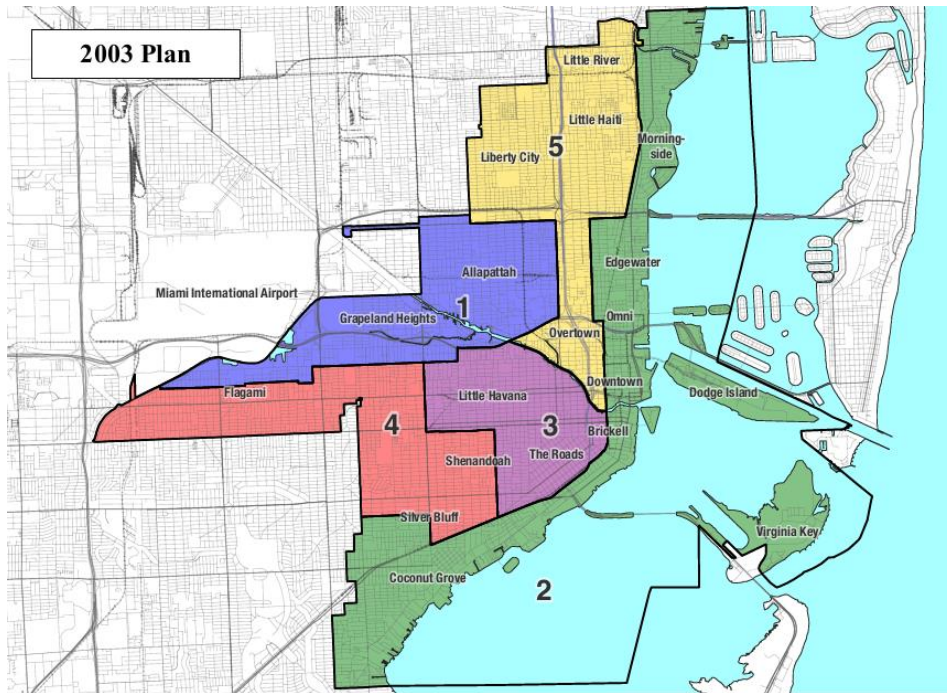 2003 Plan
Little River
Little Haiti
5
Liberty City
Morning-
side
Allapattah
Edgewater
Miami International Airport
1
Grapeland Heights
Omni
Overtown
Downtown
Flagami
Little Havana
Dodge Island
4
3
Brickell
The Roads
Shenandoah
Silver Bluff
Virginia Key
Coconut Grove
2